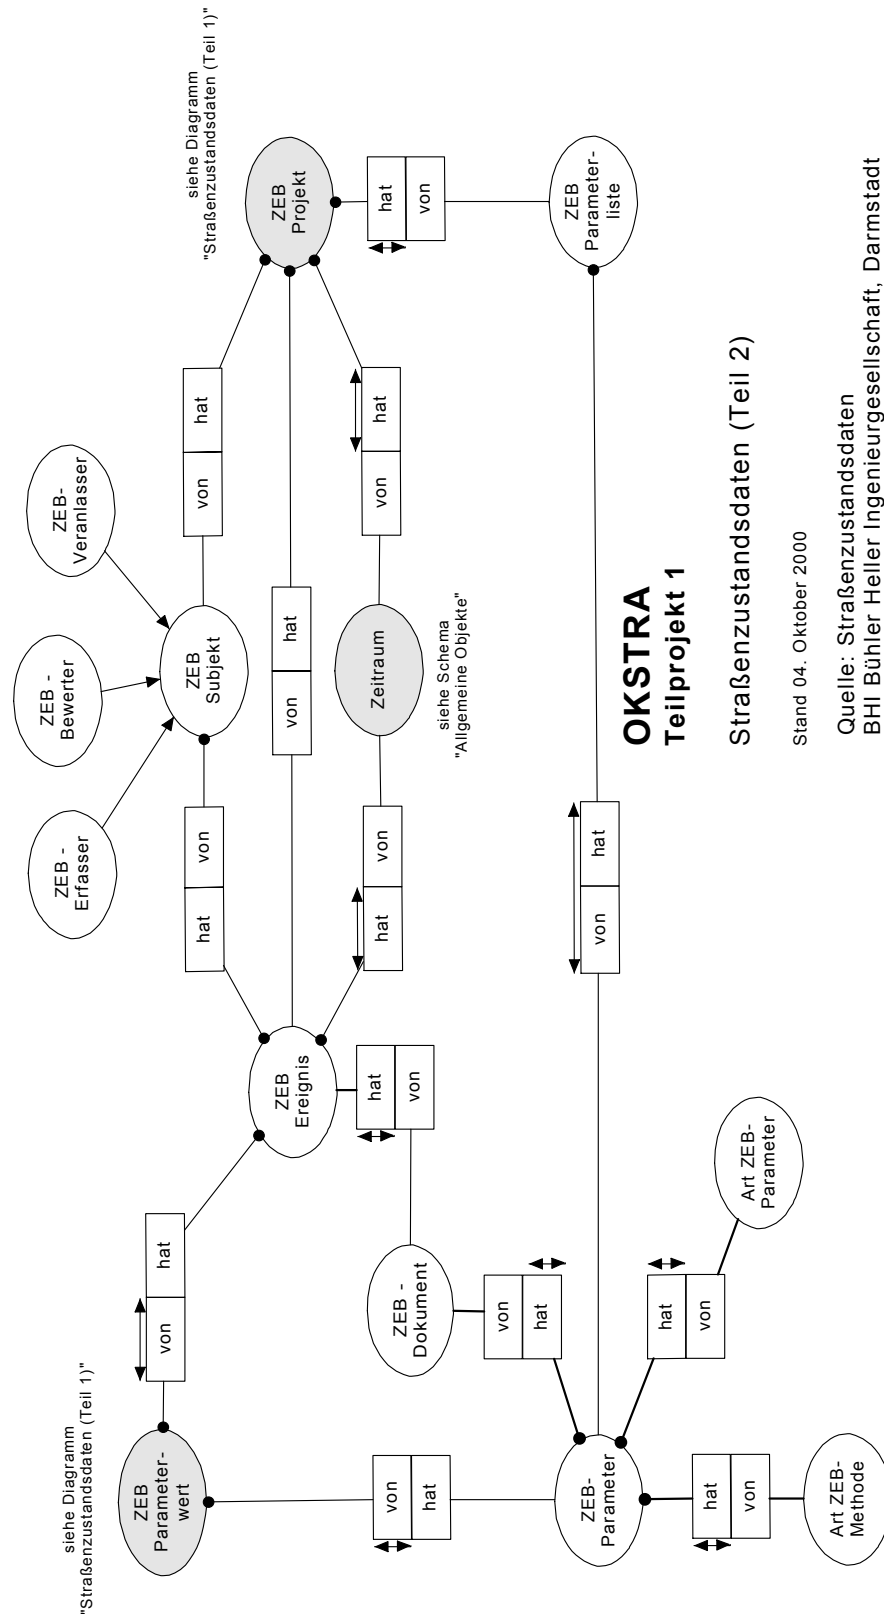 siehe Diagramm
"Straßenzustandsdaten (Teil 1)"
ZEB
Parameter-
wert
von
hat
ZEB -
Erfasser
ZEB -
Bewerter
ZEB-
Veranlasser
siehe Diagramm
"Straßenzustandsdaten (Teil 1)"
hat
von
ZEB
Subjekt
von
hat
ZEB
Projekt
ZEB
Ereignis
von
hat
hat
von
Zeitraum
von
hat
siehe Schema
"Allgemeine Objekte"
hat
von
hat
von
ZEB -
Dokument
von
hat
von
hat
ZEB-
Parameter
von
hat
ZEB
Parameter-
liste
hat
von
Art ZEB-
Parameter
hat
von
Art ZEB-
Methode
OKSTRA
Teilprojekt 1
Straßenzustandsdaten (Teil 2)
Stand 04. Oktober 2000
Quelle: Straßenzustandsdaten
BHI Bühler Heller Ingenieurgesellschaft, Darmstadt